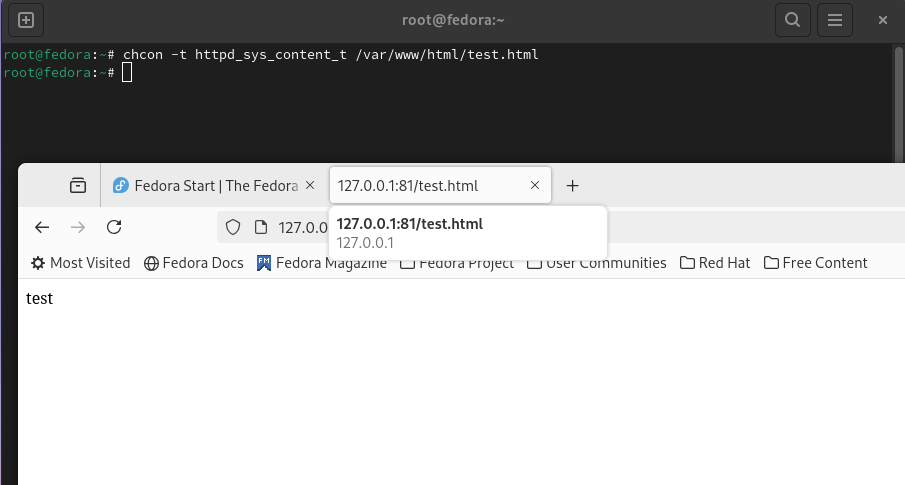 root@fedora:~
root@fedora:~# chcon -t httpd_sys_content_t /var/www/html/test.html
root@fedora:~#
Fedora Start | The Fedora
127.0.0.1:81/test.html
127.0.0
127.0.0.1:81/test.html
127.0.0.1
Most Visited Fedora Docs FM Fedora Magazine Fedora Project User Communities Red Hat Free Content
test